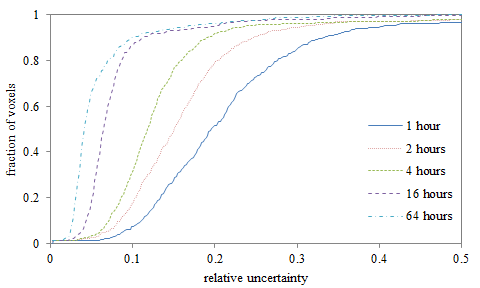 1
0.8
0.6
0.4
0.2
0
fraction of voxels
1 hour
2 hours
4 hours
16 hours
64 hours
0 0.1 0.2 0.3 0.4 0.5
relative uncertainty